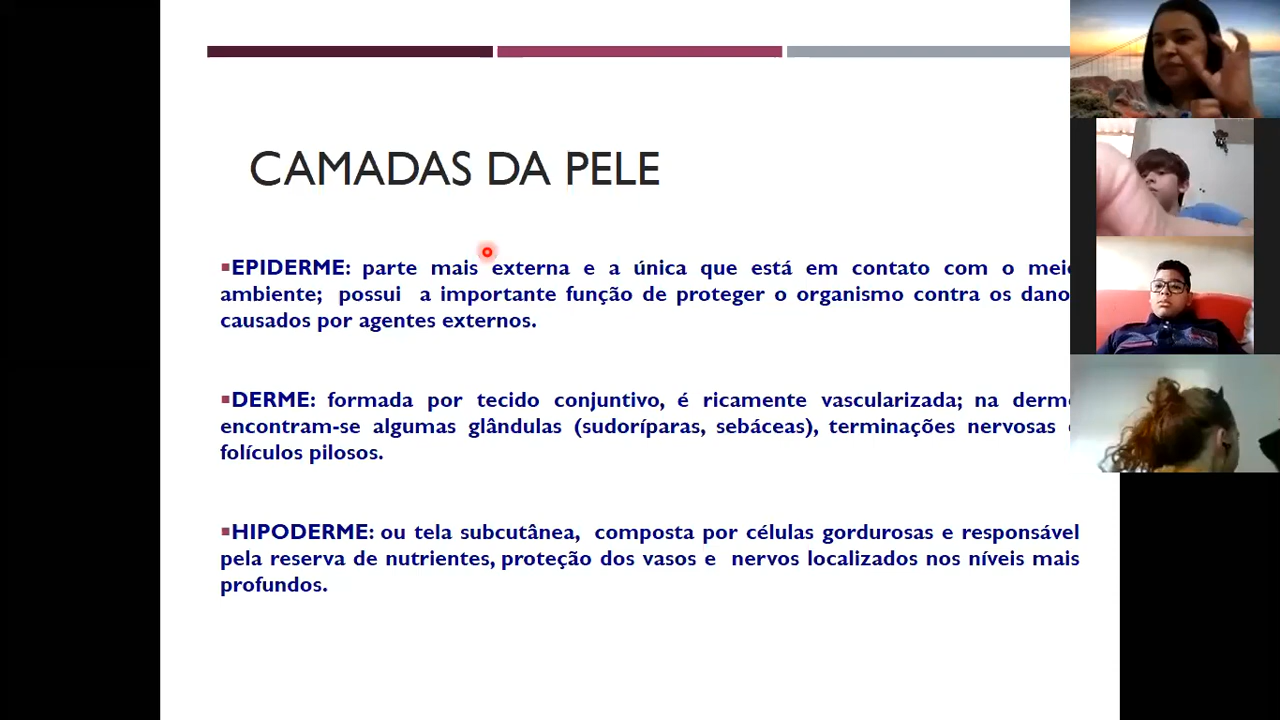 CAMADAS DA PELE
▪EPIDERME: parte mais externa e a única que está em contato com o
ambiente; possui a importante função de proteger o organismo contra os
causados por agentes externos.
▪DERME: formada por tecido conjuntivo, é ricamente vascularizada; na
encontram-se algumas glândulas (sudoríparas, sebáceas), terminações nervosas
folículos pilosos.
▪HIPODERME: ou tela subcutânea, composta por células gordurosas e responsável
pela reserva de nutrientes, proteção dos vasos e nervos localizados nos níveis mais
profundos.